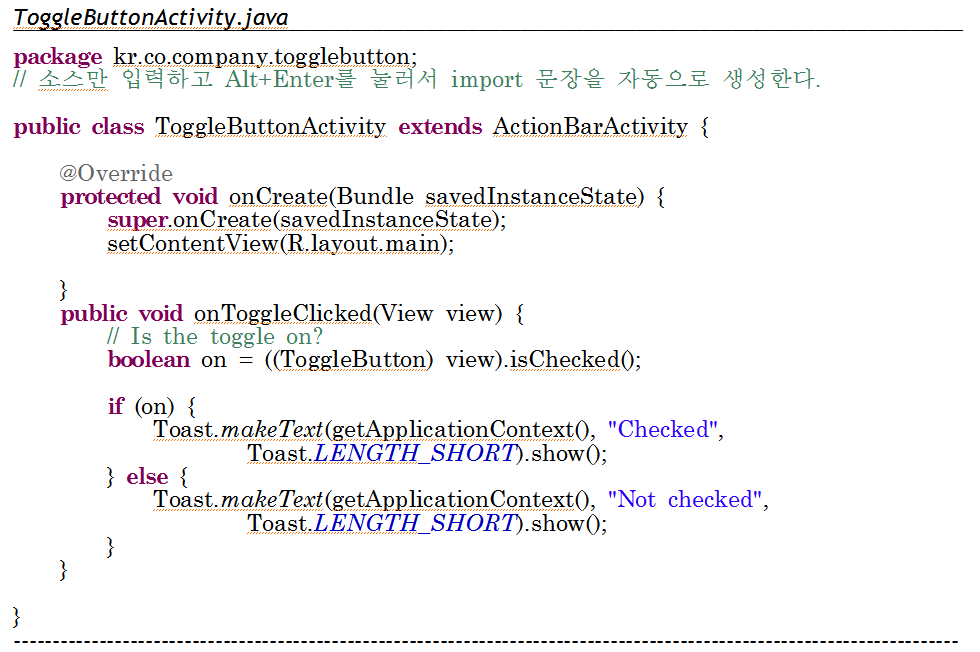 ToggleButtonActivity.java
package kr.co.company.togglebutton;
// 소스만 입력하고 Alt+Enter를 눌러서 import 문장을 자동으로 생성한다.
public class ToggleButtonActivity extends ActionBarActivity {
@Override
protected void onCreate(Bundle savedInstanceState) {
super.onCreate(savedInstanceState);
setContentView(R.layout.main);
}
public void onToggleClicked(View view) {
// Is the toggle on?
boolean on = ((ToggleButton) view).isChecked();
if (on) {
Toast.makeText(getApplicationContext(), "Checked",
Toast.LENGTH_SHORT).show();
} else {
Toast.makeText(getApplicationContext(), "Not checked",
Toast.LENGTH_SHORT).show();
}
}
}